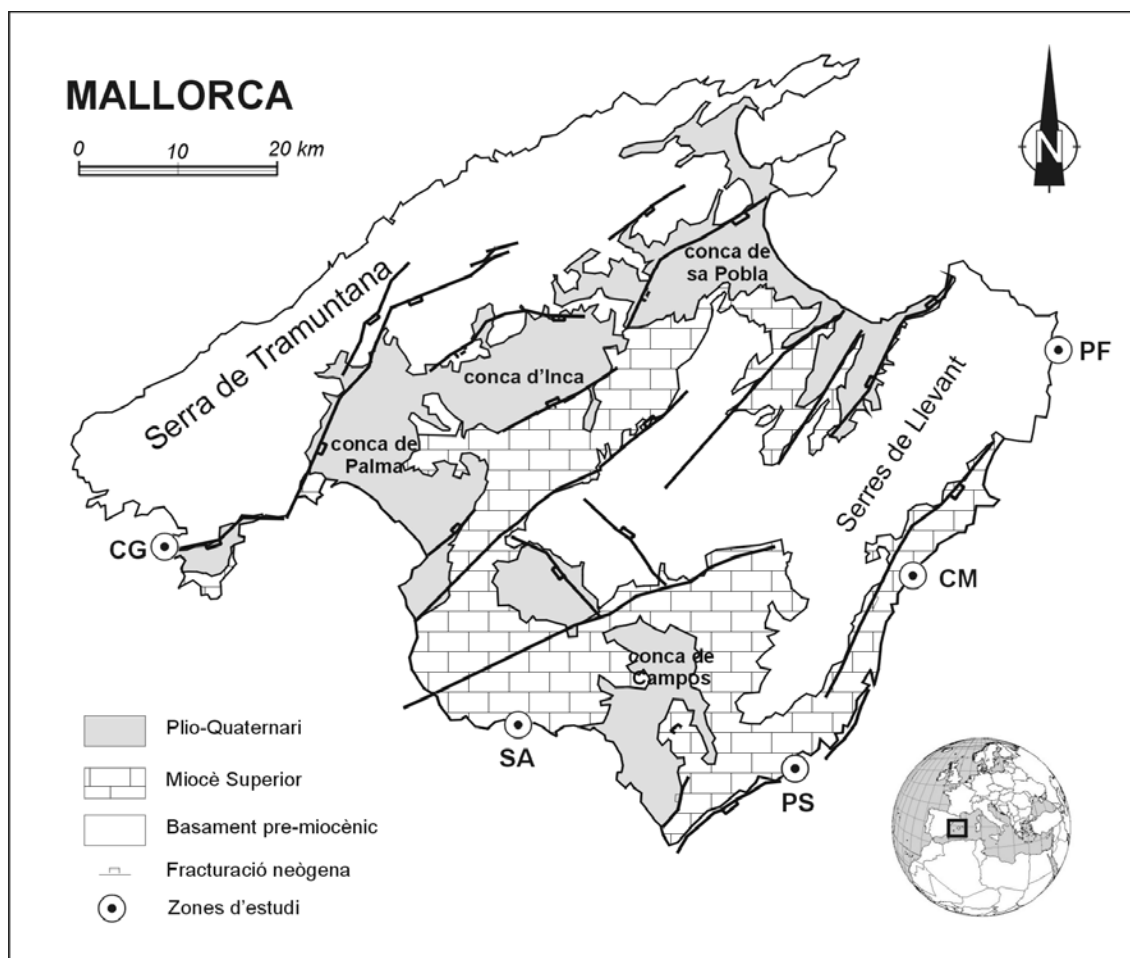 MALLORCA
0 10 20 km
N
conca de
sa Pobla
Serra de Tramuntana
PF
conca d'Inca
conca de
Palma
Serres de Llevant
CG
CM
conca de
Campos
SA
PS
Plio-Quaternari
Miocè Superior
Basament pre-miocènic
Fracturació neògena
Zones d'estudi